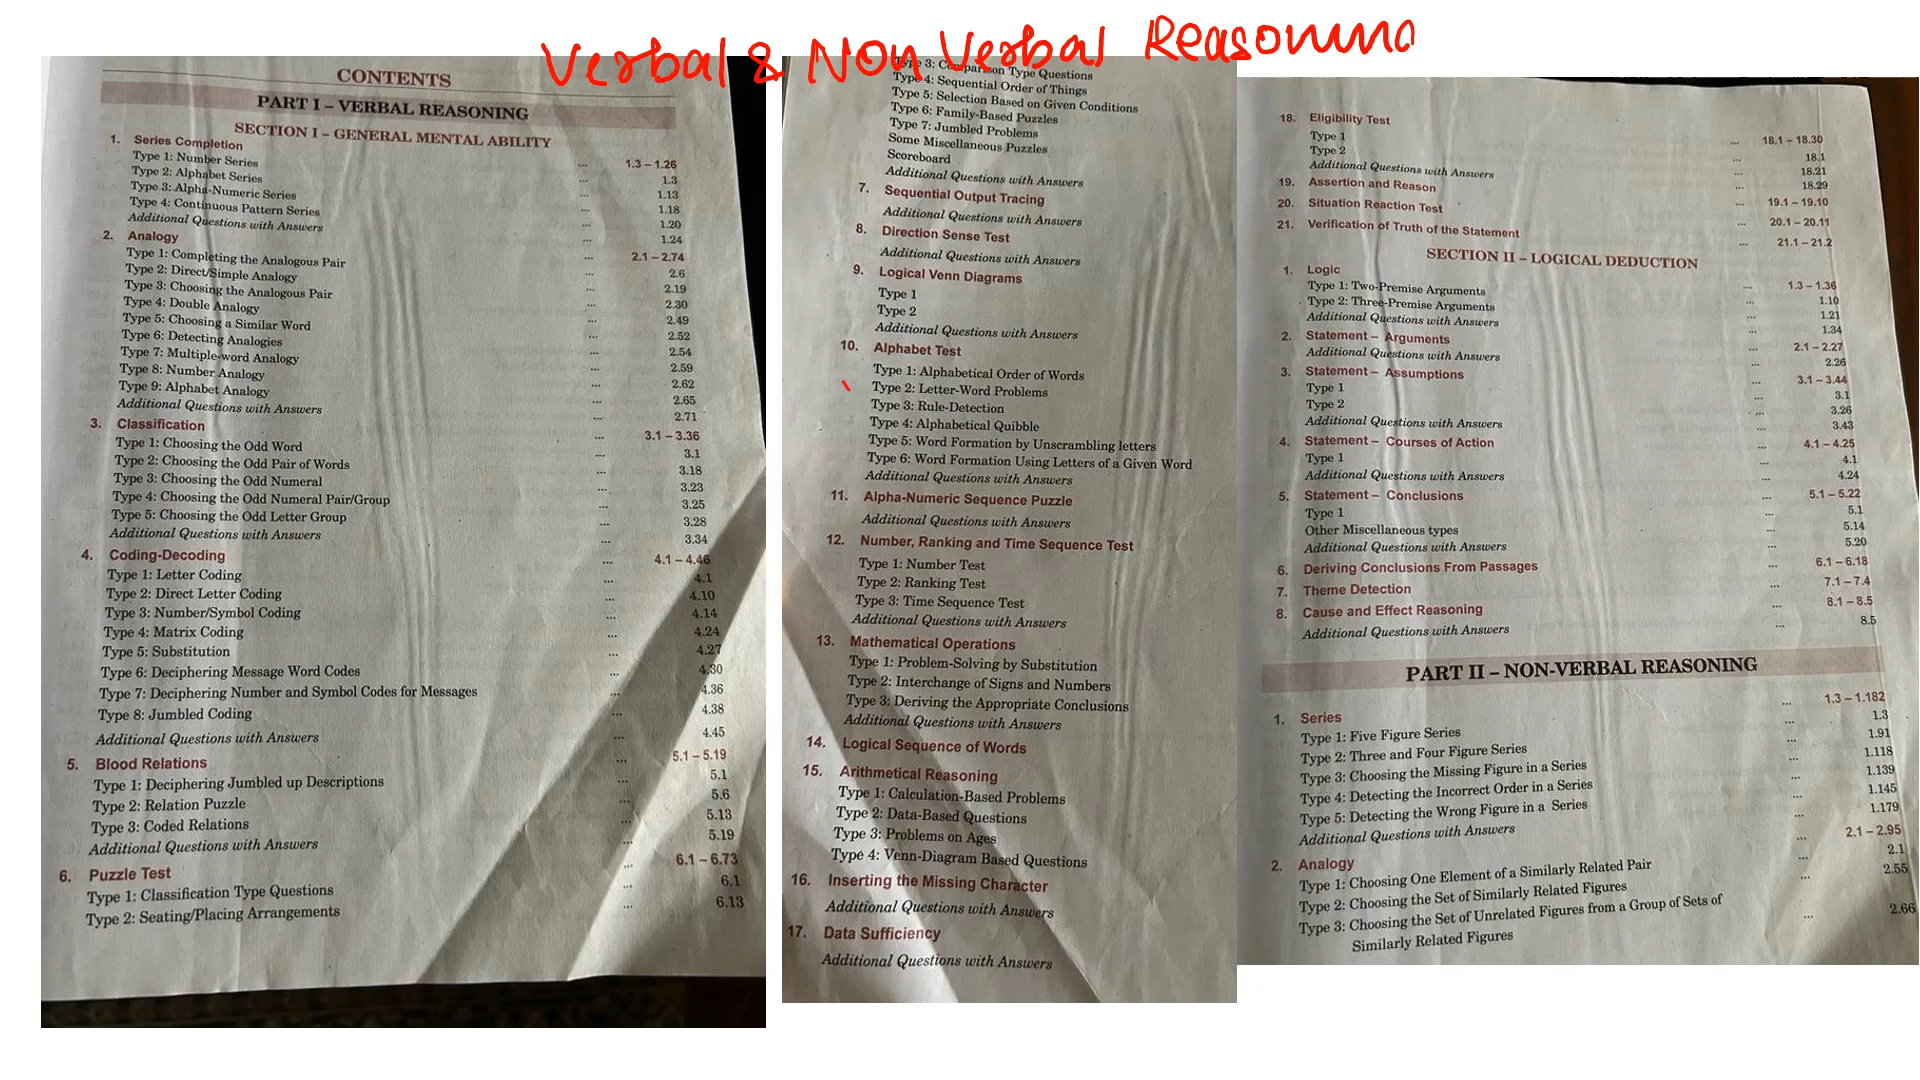 Verbal & Non Verbal Reasoning
CONTENTS
PART I – VERBAL REASONING
SECTION I – GENERAL MENTAL ABILITY
1. Series Completion ... 1.3 – 1.26
Type 1: Number Series ... 1.3
Type 2: Alphabet Series ... 1.13
Type 3: Alpha-Numeric Series ... 1.18
Type 4: Continuous Pattern Series ... 1.20
Additional Questions with Answers ... 1.24
2. Analogy ... 2.1 – 2.74
Type 1: Completing the Analogous Pair ... 2.6
Type 2: Direct/Simple Analogy ... 2.19
Type 3: Choosing the Analogous Pair ... 2.30
Type 4: Double Analogy ... 2.49
Type 5: Choosing a Similar Word ... 2.52
Type 6: Detecting Analogies ... 2.54
Type 7: Multiple-word Analogy ... 2.59
Type 8: Number Analogy ... 2.62
Type 9: Alphabet Analogy ... 2.65
Additional Questions with Answers ... 2.71
3. Classification ... 3.1 – 3.36
Type 1: Choosing the Odd Word ... 3.1
Type 2: Choosing the Odd Pair of Words ... 3.18
Type 3: Choosing the Odd Numeral ... 3.23
Type 4: Choosing the Odd Numeral Pair/Group ... 3.25
Type 5: Choosing the Odd Letter Group ... 3.28
Additional Questions with Answers ... 3.34
4. Coding-Decoding ... 4.1 – 4.46
Type 1: Letter Coding ... 4.1
Type 2: Direct Letter Coding ... 4.10
Type 3: Number/Symbol Coding ... 4.14
Type 4: Matrix Coding ... 4.24
Type 5: Substitution ... 4.27
Type 6: Deciphering Message Word Codes ... 4.30
Type 7: Deciphering Number and Symbol Codes for Messages ... 4.36
Type 8: Jumbled Coding ... 4.38
Additional Questions with Answers ... 4.45
5. Blood Relations ... 5.1 – 5.19
Type 1: Deciphering Jumbled up Descriptions ... 5.1
Type 2: Relation Puzzle ... 5.6
Type 3: Coded Relations ... 5.13
Additional Questions with Answers ... 5.19
6. Puzzle Test ... 6.1 – 6.73
Type 1: Classification Type Questions ... 6.1
Type 2: Seating/Placing Arrangements ... 6.13
Type 3: Comparison Type Questions
Type 4: Sequential Order of Things
Type 5: Selection Based on Given Conditions
Type 6: Family-Based Puzzles
Type 7: Jumbled Problems
Some Miscellaneous Puzzles
Scoreboard
Additional Questions with Answers
7. Sequential Output Tracing
Additional Questions with Answers
8. Direction Sense Test
Additional Questions with Answers
9. Logical Venn Diagrams
Type 1
Type 2
Additional Questions with Answers
10. Alphabet Test
Type 1: Alphabetical Order of Words
Type 2: Letter-Word Problems
Type 3: Rule-Detection
Type 4: Alphabetical Quibble
Type 5: Word Formation by Unscrambling letters
Type 6: Word Formation Using Letters of a Given Word
Additional Questions with Answers
11. Alpha-Numeric Sequence Puzzle
Additional Questions with Answers
12. Number, Ranking and Time Sequence Test
Type 1: Number Test
Type 2: Ranking Test
Type 3: Time Sequence Test
Additional Questions with Answers
13. Mathematical Operations
Type 1: Problem-Solving by Substitution
Type 2: Interchange of Signs and Numbers
Type 3: Deriving the Appropriate Conclusions
Additional Questions with Answers
14. Logical Sequence of Words
15. Arithmetical Reasoning
Type 1: Calculation-Based Problems
Type 2: Data-Based Questions
Type 3: Problems on Ages
Type 4: Venn-Diagram Based Questions
16. Inserting the Missing Character
Additional Questions with Answers
17. Data Sufficiency
Additional Questions with Answers
18. Eligibility Test ... 18.1 – 18.30
Type 1 ... 18.1
Type 2 ... 18.21
Additional Questions with Answers ... 18.29
19. Assertion and Reason ... 19.1 – 19.10
20. Situation Reaction Test ... 20.1 – 20.11
21. Verification of Truth of the Statement ... 21.1 – 21.2
SECTION II – LOGICAL DEDUCTION
1. Logic ... 1.3 – 1.36
Type 1: Two-Premise Arguments ... 1.10
Type 2: Three-Premise Arguments ... 1.21
Additional Questions with Answers ... 1.34
2. Statement – Arguments ... 2.1 – 2.27
Additional Questions with Answers ... 2.26
3. Statement – Assumptions ... 3.1 – 3.44
Type 1 ... 3.1
Type 2 ... 3.26
Additional Questions with Answers ... 3.43
4. Statement – Courses of Action ... 4.1 – 4.25
Type 1 ... 4.1
Additional Questions with Answers ... 4.24
5. Statement – Conclusions ... 5.1 – 5.22
Type 1 ... 5.1
Other Miscellaneous types ... 5.14
Additional Questions with Answers ... 5.20
6. Deriving Conclusions From Passages ... 6.1 – 6.18
7. Theme Detection ... 7.1 – 7.4
8. Cause and Effect Reasoning ... 8.1 – 8.5
Additional Questions with Answers ... 8.5
PART II – NON-VERBAL REASONING
1. Series ... 1.3 – 1.182
Type 1: Five Figure Series ... 1.3
Type 2: Three and Four Figure Series ... 1.91
Type 3: Choosing the Missing Figure in a Series ... 1.118
Type 4: Detecting the Incorrect Order in a Series ... 1.139
Type 5: Detecting the Wrong Figure in a Series ... 1.145
Additional Questions with Answers ... 1.179
2. Analogy ... 2.1 – 2.95
Type 1: Choosing One Element of a Similarly Related Pair ... 2.1
Type 2: Choosing the Set of Similarly Related Figures ... 2.55
Type 3: Choosing the Set of Unrelated Figures from a Group of Sets of
Similarly Related Figures ... 2.66